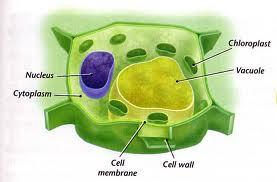 Chloroplast
Nucleus
Vacuole
Cytoplasm
Cell
membrane
Cell wall